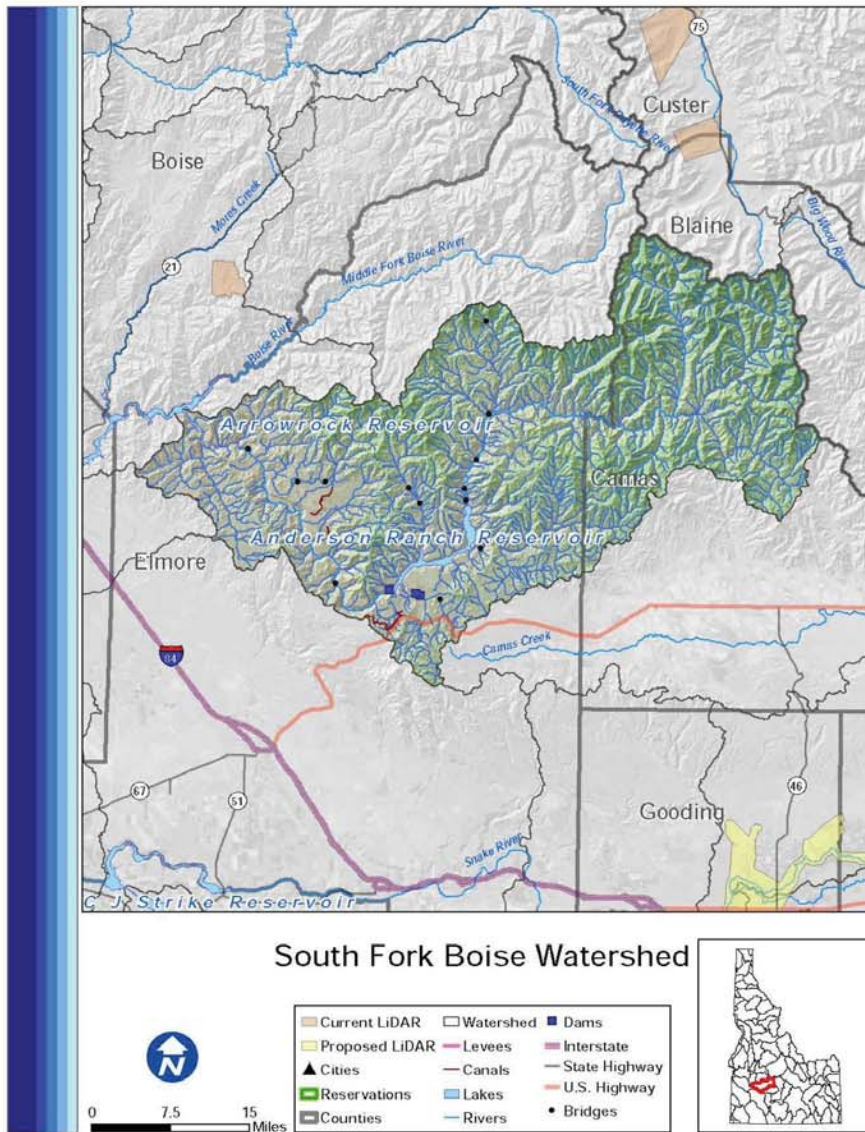 75
Custer
South Fork Payette River
Boise
Mores Creek
Blaine
Big Wood River
21
Middle Fork Boise River
Boise River
Arrowrock Reservoir
Camas
Anderson Ranch Reservoir
Elmore
Camas Creek
84
67
51
46
Gooding
Snake River
C J Strike Reservoir
South Fork Boise Watershed
Current LiDAR
Proposed LiDAR
Cities
Reservations
Counties
Watershed
Levees
Canals
Lakes
Rivers
Dams
Interstate
State Highway
U.S. Highway
Bridges
0 7.5 15
Miles